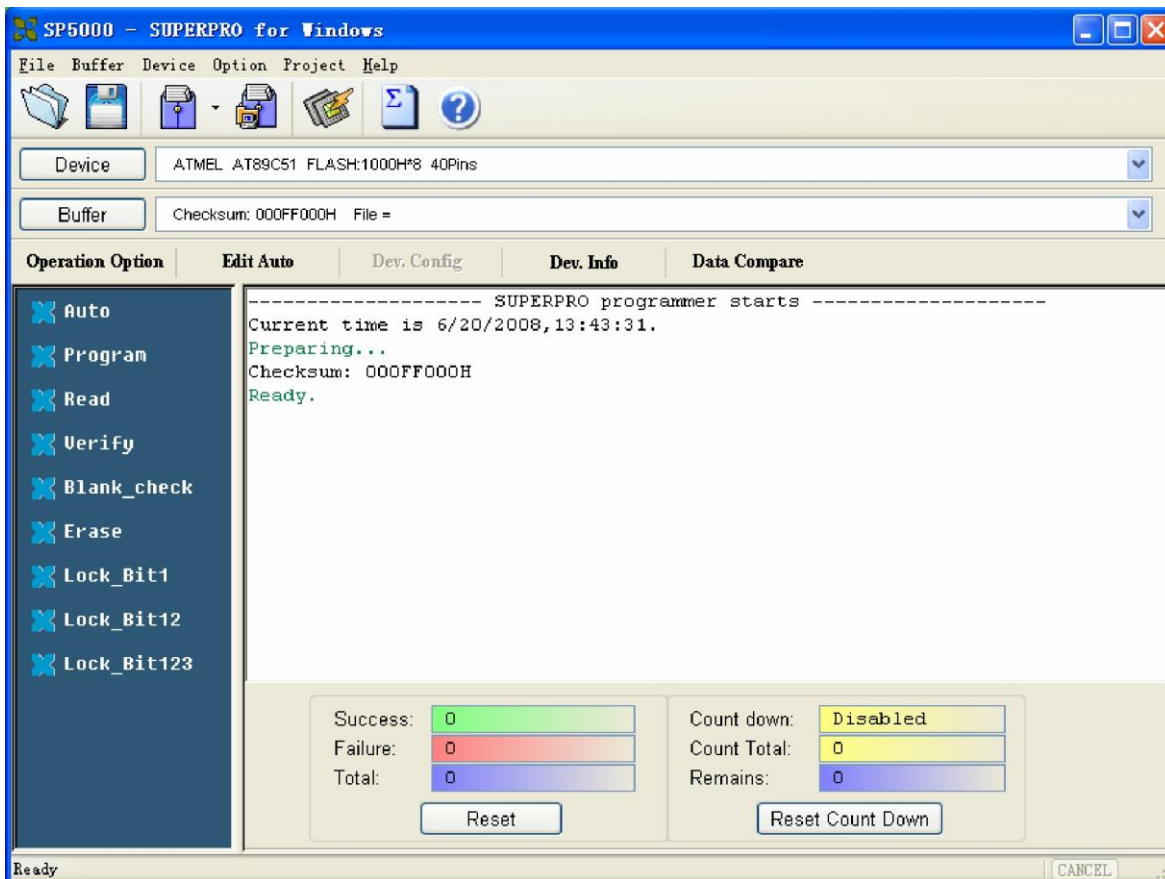 SP5000 - SUPERPRO for Windows
File Buffer Device Option Project Help
Device ATMEL AT89C51 FLASH:1000H*8 40Pins
Buffer Checksum: 000FF000H File =
Operation Option Edit Auto Dev. Config Dev. Info Data Compare
Auto
Program
Read
Verify
Blank_check
Erase
Lock_Bit1
Lock_Bit12
Lock_Bit123
-------------------- SUPERPRO programmer starts --------------------
Current time is 6/20/2008,13:43:31.
Preparing...
Checksum: 000FF000H
Ready.
Success: 0
Failure: 0
Total: 0
Reset
Count down: Disabled
Count Total: 0
Remains: 0
Reset Count Down
Ready CANCEL